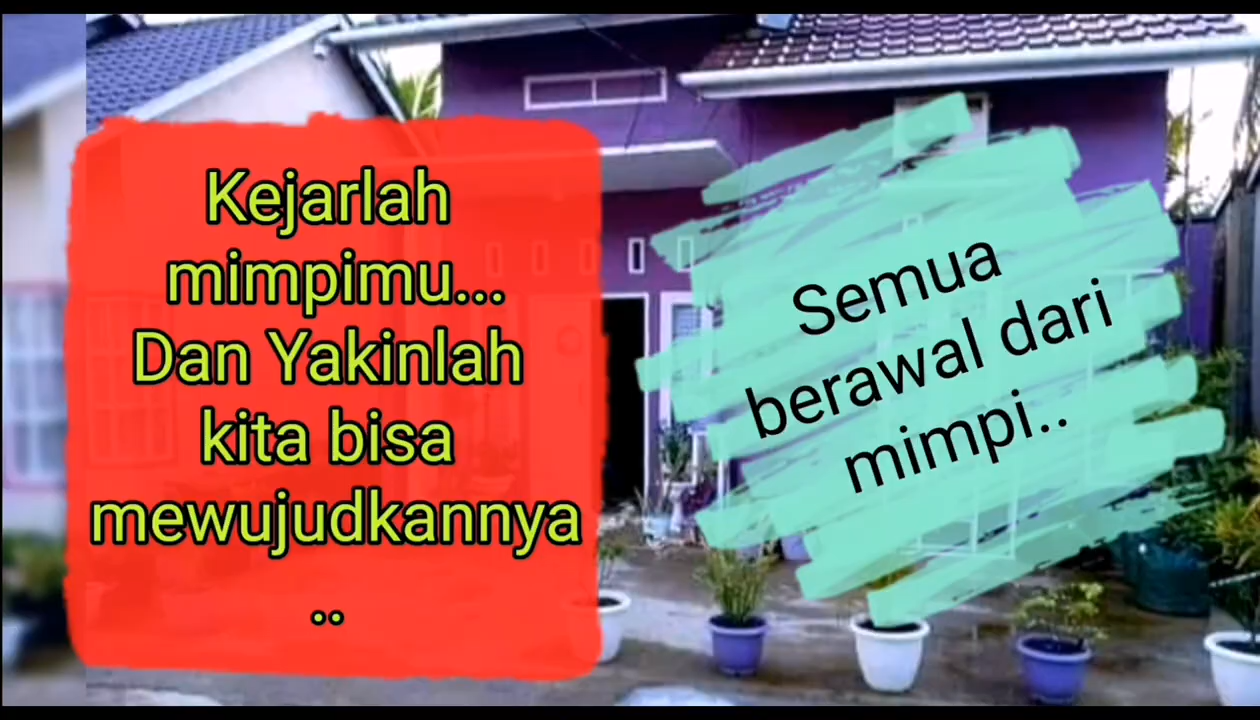 Kejarlah
mimpimu...
Dan Yakinlah
kita bisa
mewujudkannya
..
Semua
berawal dari
mimpi..